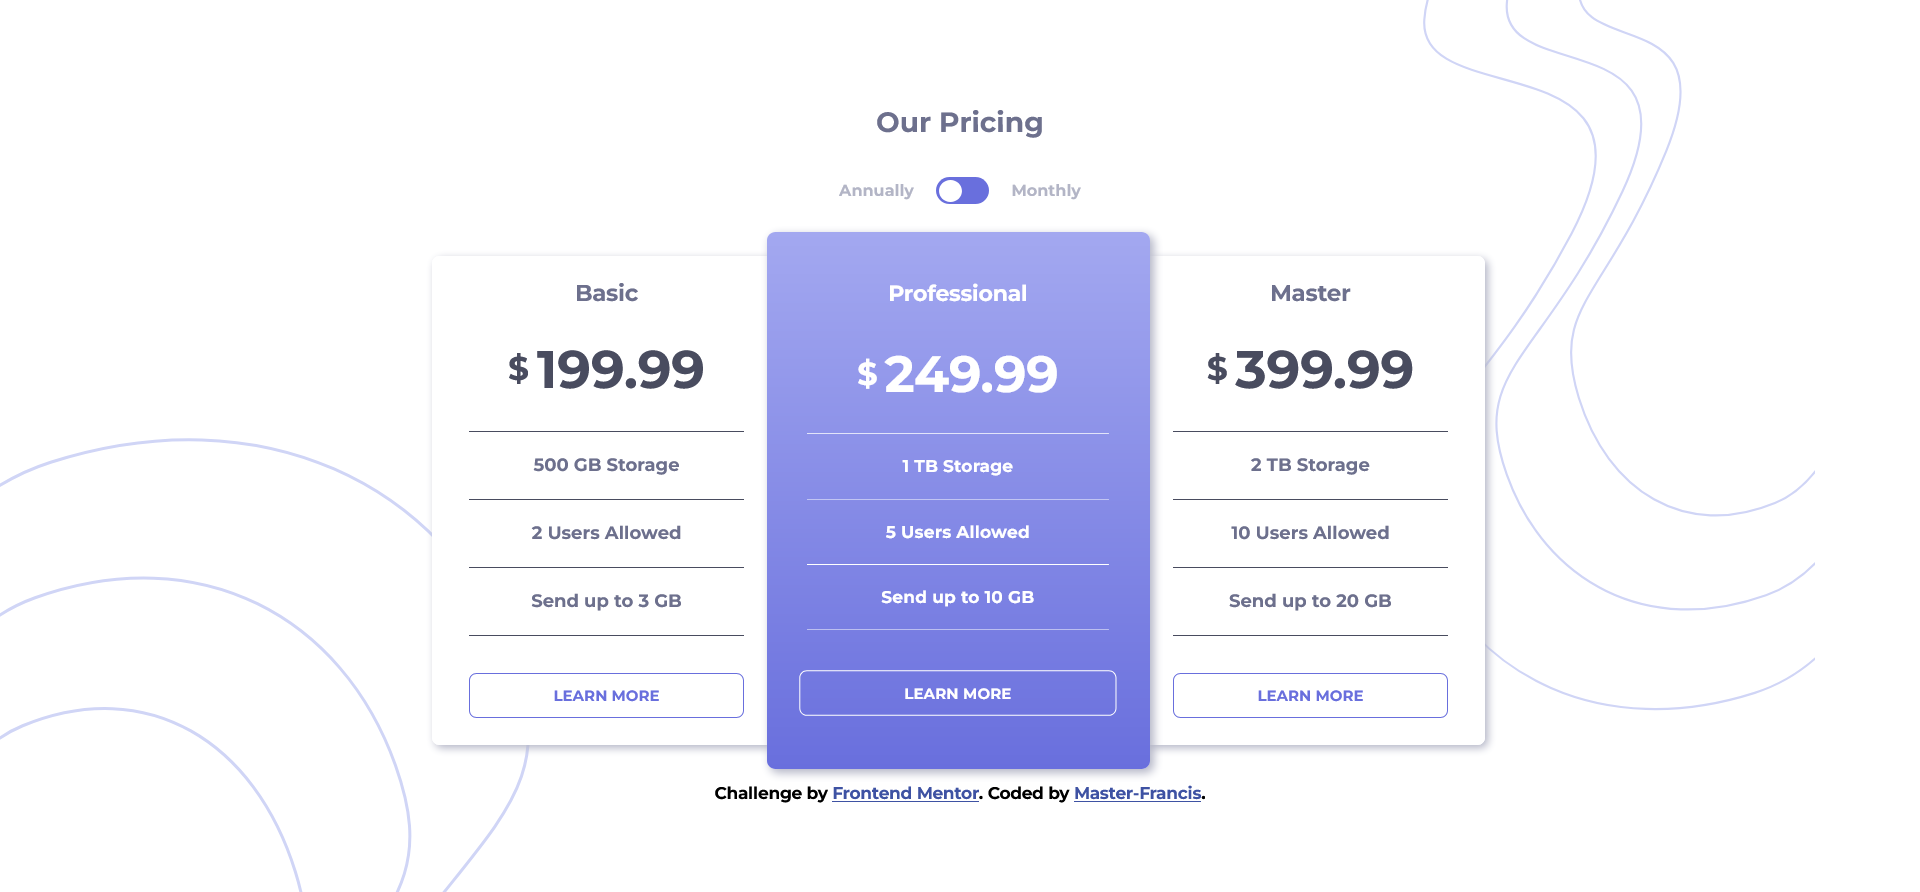 Our Pricing
Annually Monthly
Basic
$ 199.99
500 GB Storage
2 Users Allowed
Send up to 3 GB
LEARN MORE
Professional
$ 249.99
1 TB Storage
5 Users Allowed
Send up to 10 GB
LEARN MORE
Master
$ 399.99
2 TB Storage
10 Users Allowed
Send up to 20 GB
LEARN MORE
Challenge by Frontend Mentor. Coded by Master-Francis.